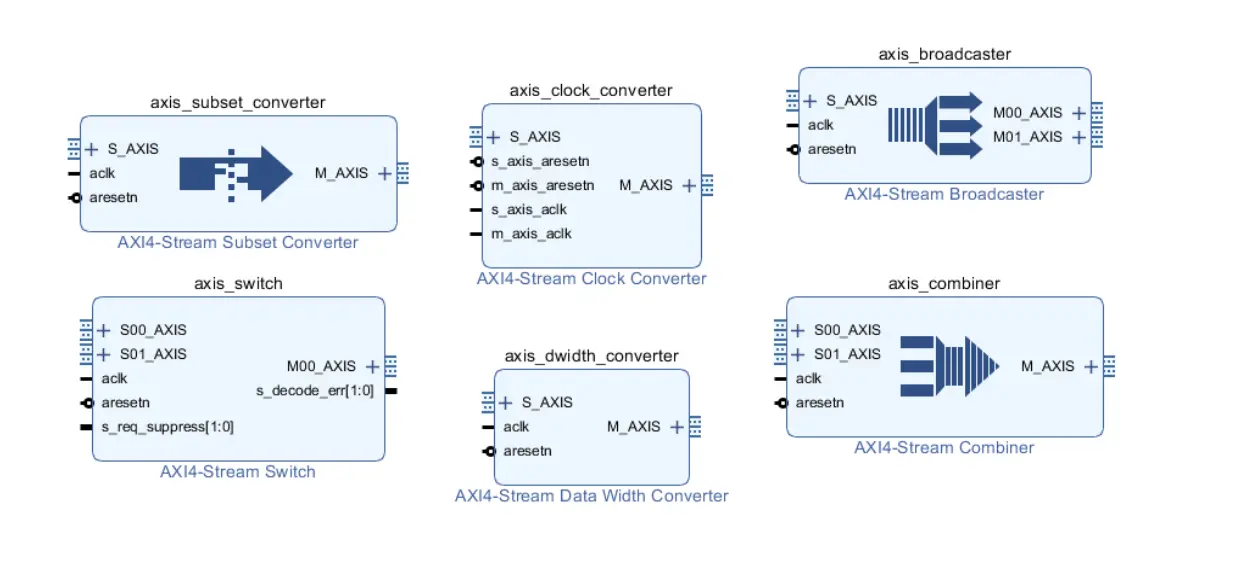 axis_subset_converter
S_AXIS
aclk
aresetn
M_AXIS
AXI4-Stream Subset Converter
axis_clock_converter
S_AXIS
s_axis_aresetn
m_axis_aresetn
s_axis_aclk
m_axis_aclk
M_AXIS
AXI4-Stream Clock Converter
axis_broadcaster
S_AXIS
aclk
aresetn
M00_AXIS
M01_AXIS
AXI4-Stream Broadcaster
axis_switch
S00_AXIS
S01_AXIS
aclk
aresetn
s_req_suppress[1:0]
M00_AXIS
s_decode_err[1:0]
AXI4-Stream Switch
axis_dwidth_converter
S_AXIS
aclk
aresetn
M_AXIS
AXI4-Stream Data Width Converter
axis_combiner
S00_AXIS
S01_AXIS
aclk
aresetn
M_AXIS
AXI4-Stream Combiner